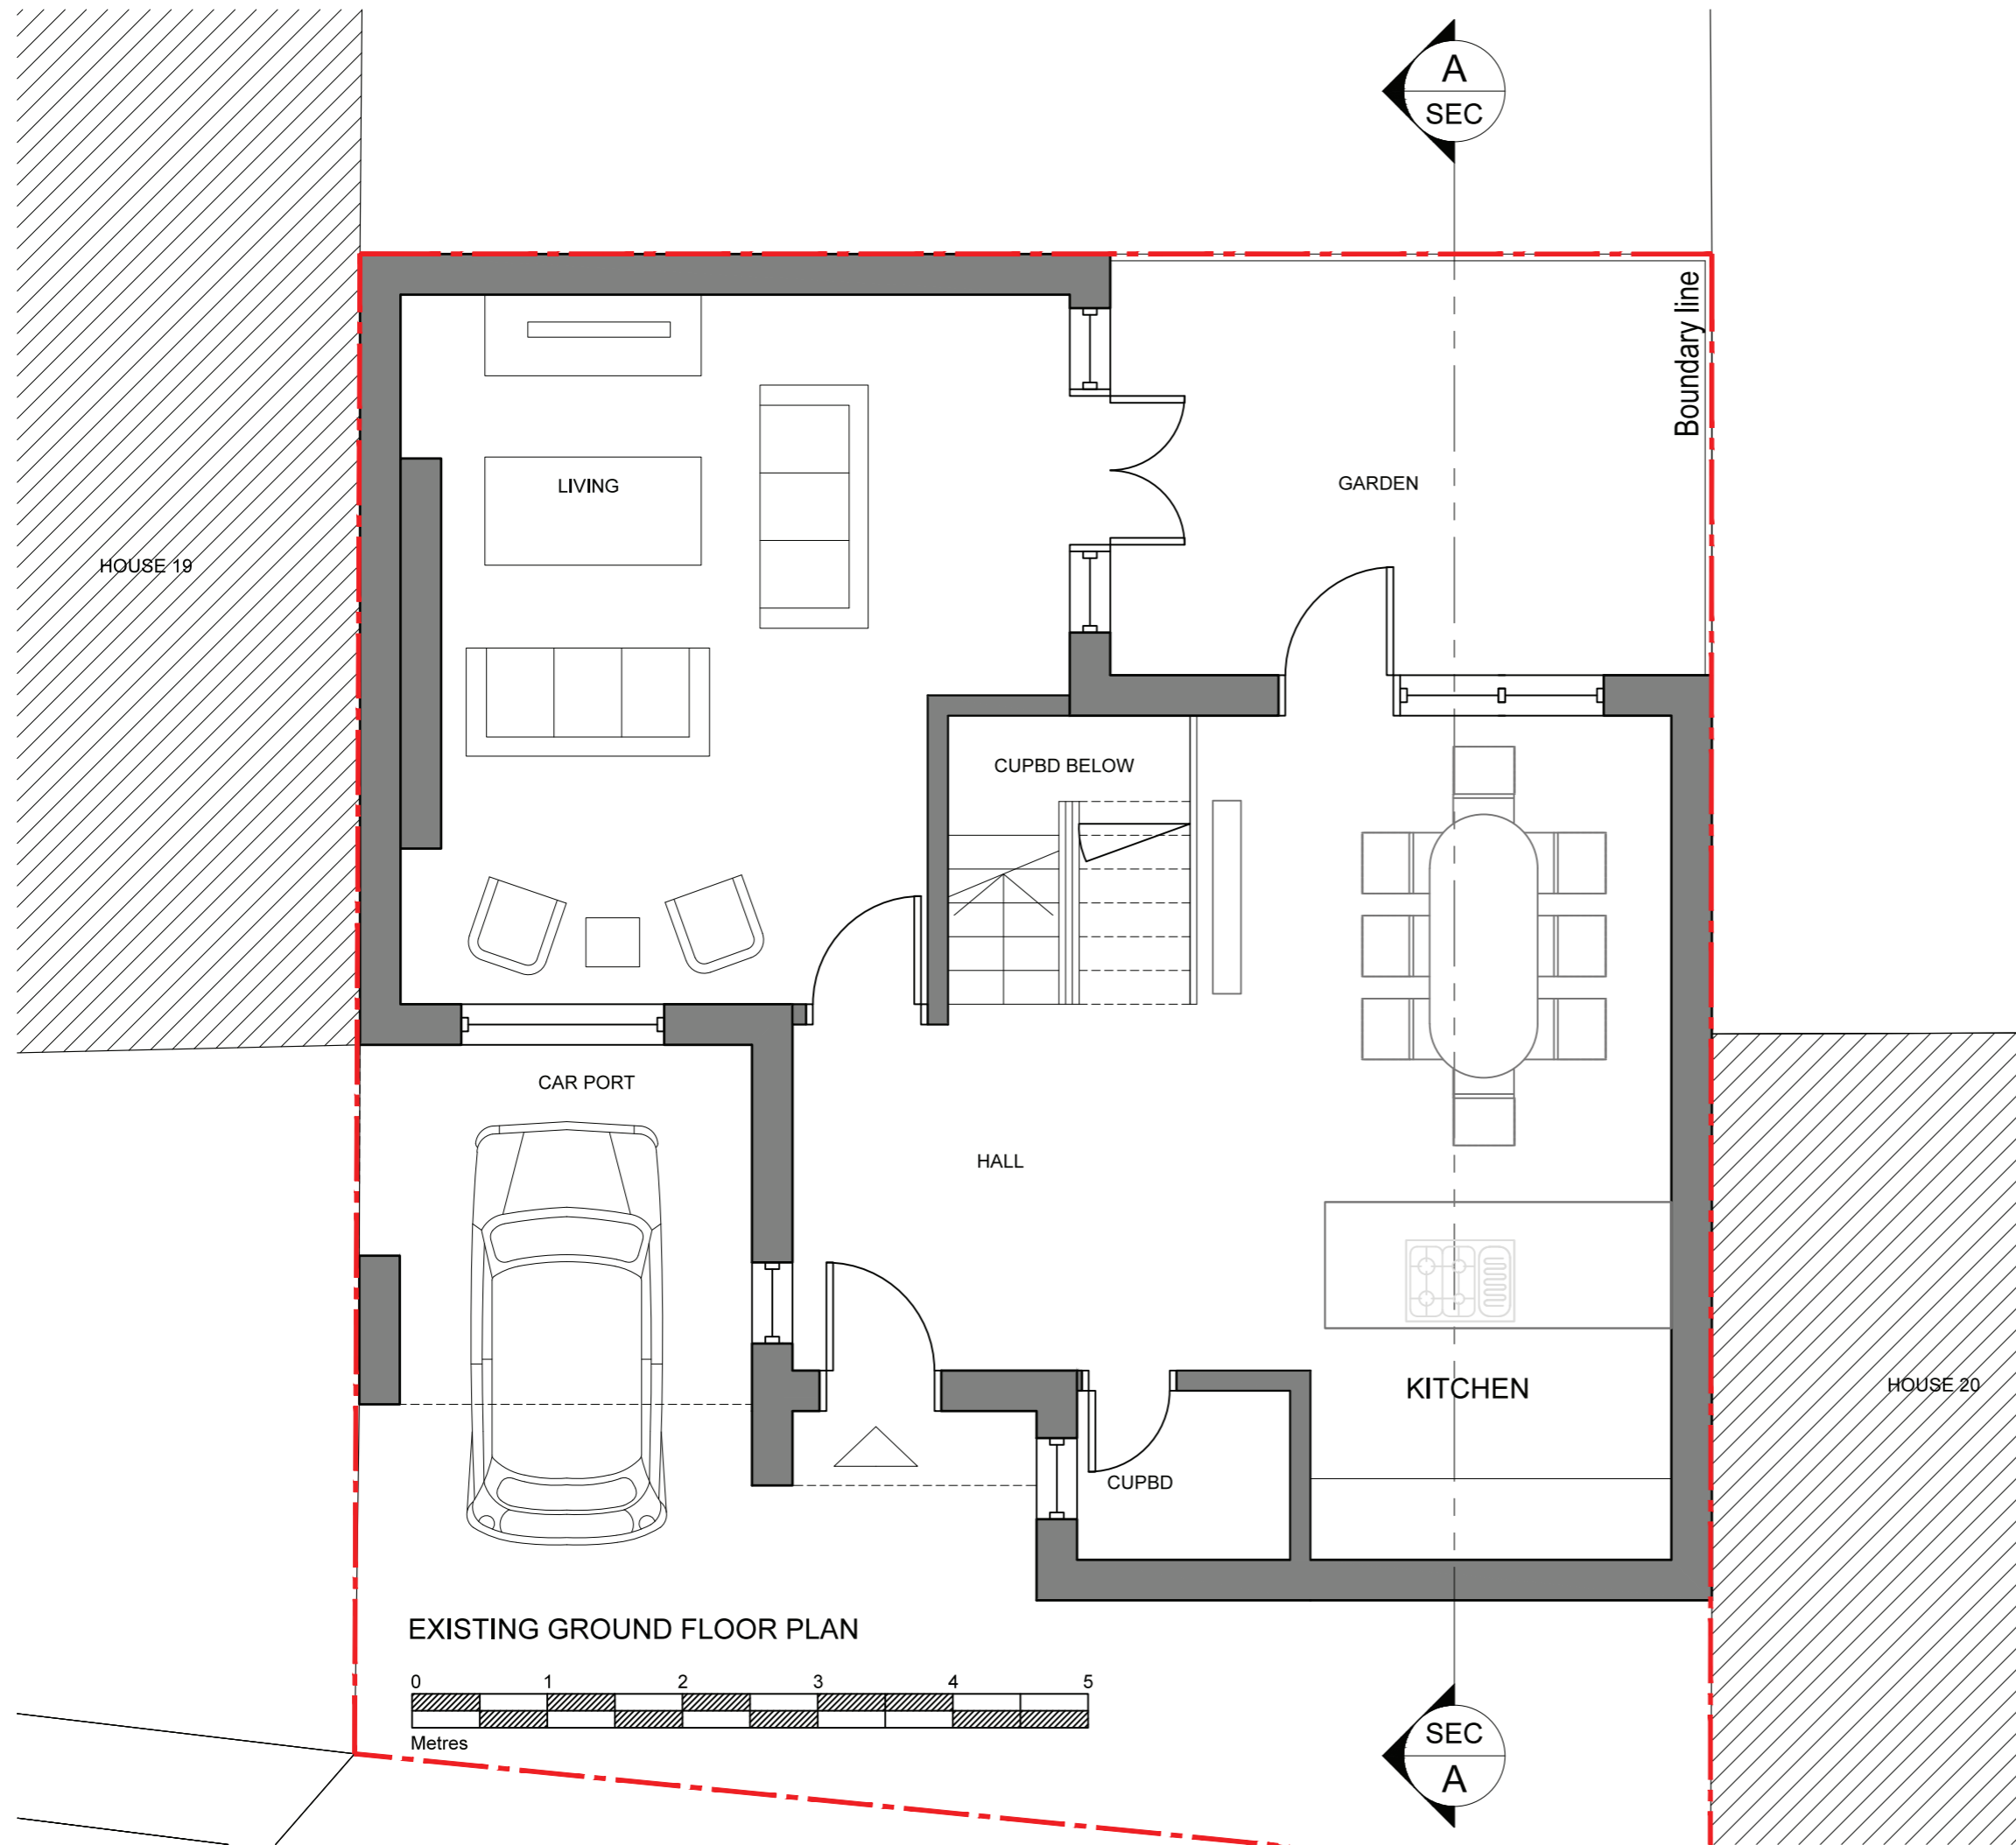 A
SEC
Boundary line
LIVING
GARDEN
HOUSE 19
CUPBD BELOW
CAR PORT
HALL
KITCHEN
HOUSE 20
CUPBD
EXISTING GROUND FLOOR PLAN
0 1 2 3 4 5
Metres
SEC
A